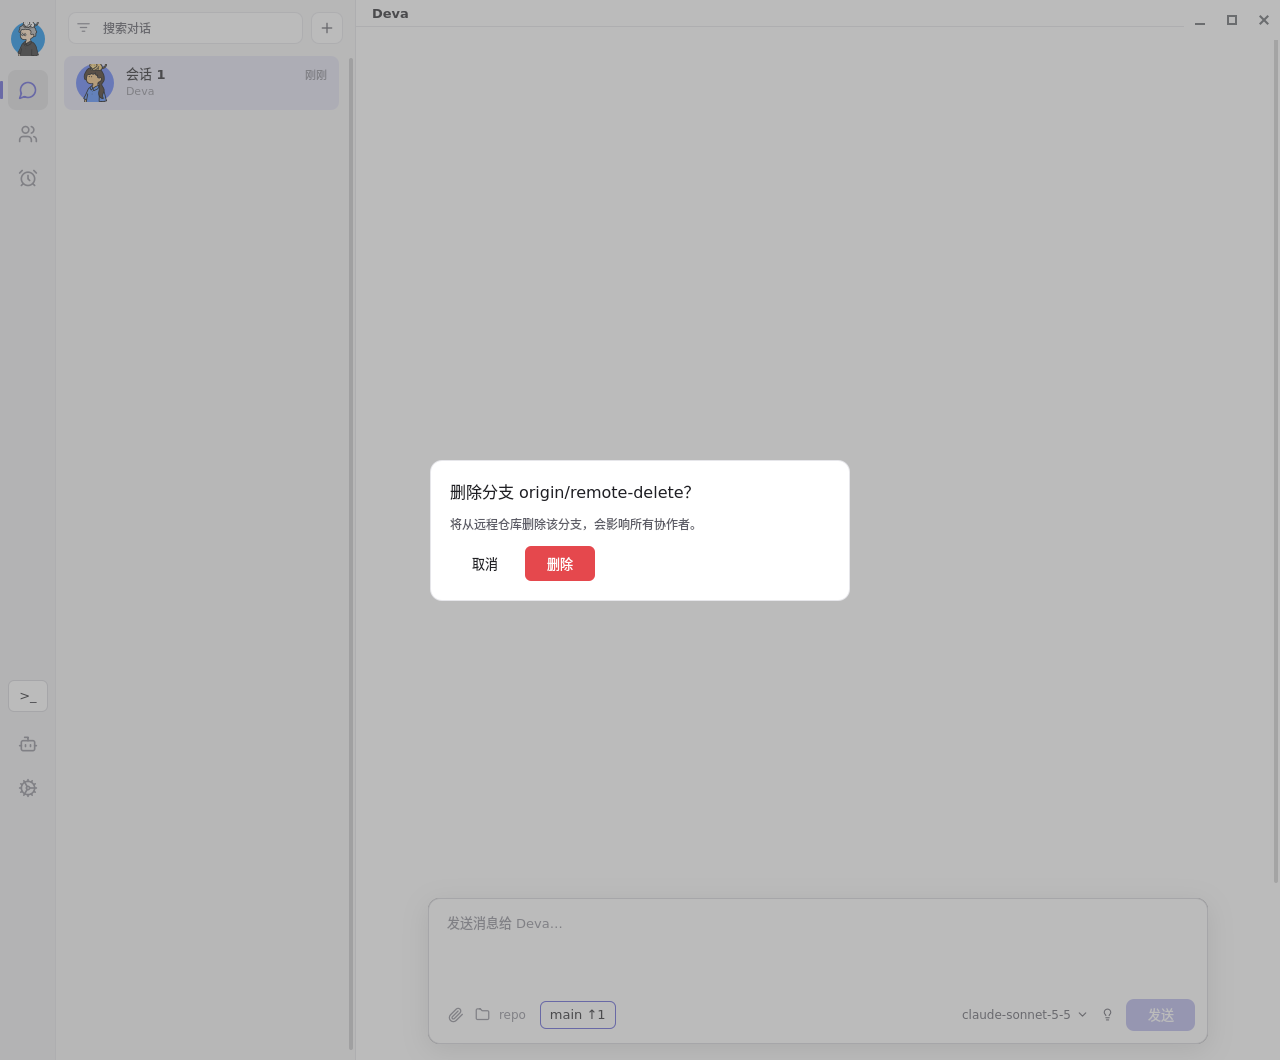 搜索对话
会话 1
刚刚
Deva
Deva
删除分支 origin/remote-delete?
将从远程仓库删除该分支，会影响所有协作者。
取消
删除
>_
发送消息给 Deva...
repo
main ↑1
claude-sonnet-5-5
发送